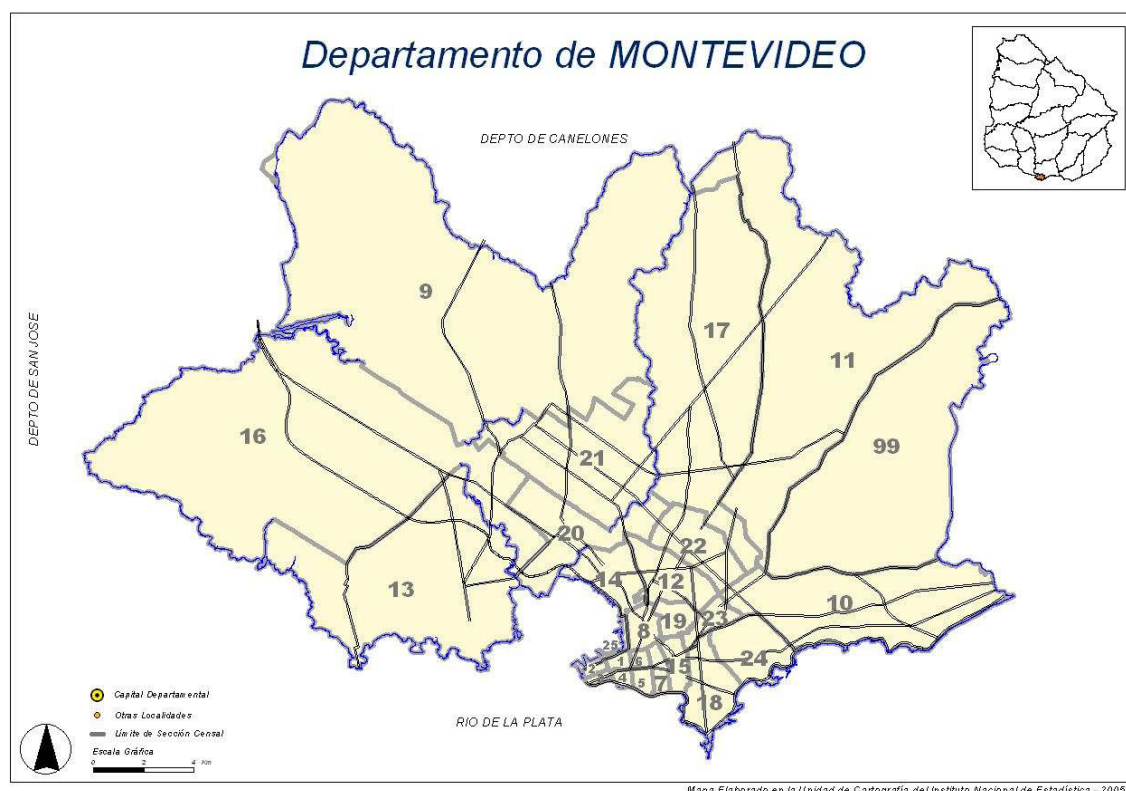 Departamento de MONTEVIDEO
DEPTO DE CANELONES
DEPTO DE SAN JOSE
9
17
11
16
99
21
20
22
13
14
12
10
8
19
23
25
1
6
15
24
2
4
5
7
18
Capital Departamental
Otras Localidades
Límite de Sección Censal
Escala Gráfica
0 2 4 Km
RIO DE LA PLATA
Mapa Elaborado en la Unidad de Cartografía del Instituto Nacional de Estadística - 2005